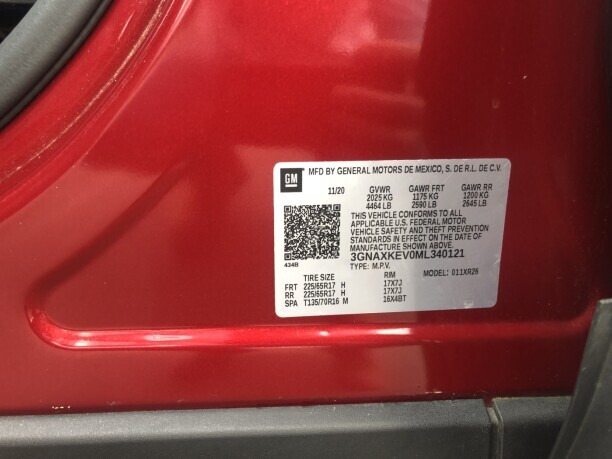 GM MFD BY GENERAL MOTORS DE MEXICO, S. DE R.L. DE C.V.
11/20 GVWR GAWR FRT GAWR RR
2025 KG 1175 KG 1200 KG
4464 LB 2590 LB 2645 LB
THIS VEHICLE CONFORMS TO ALL
APPLICABLE U.S. FEDERAL MOTOR
VEHICLE SAFETY AND THEFT PREVENTION
STANDARDS IN EFFECT ON THE DATE OF
MANUFACTURE SHOWN ABOVE.
434B 3GNAXKEV0ML340121
TYPE: M.P.V. MODEL: 011XR26
TIRE SIZE RIM
FRT 225/65R17 H 17X7J
RR 225/65R17 H 17X7J
SPA T135/70R16 M 16X4BT